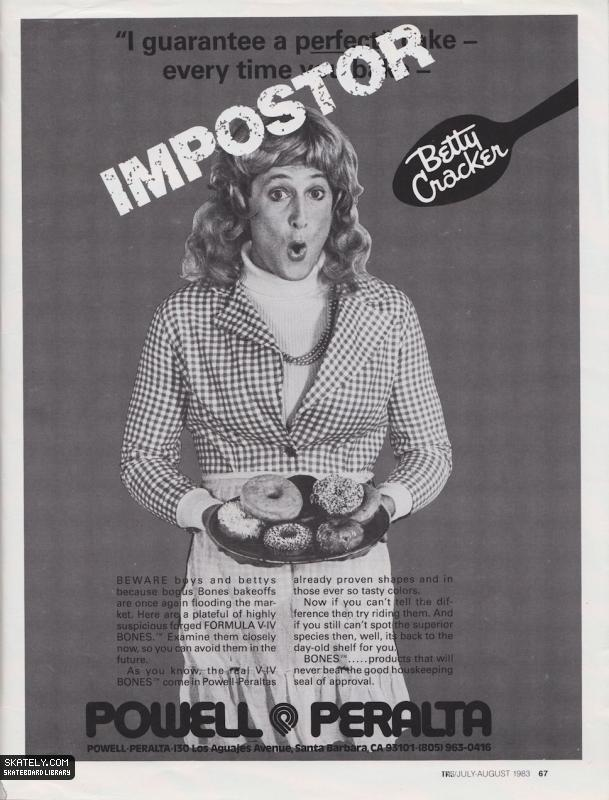 “I guarantee a perfect bake –
every time you bake –
IMPOSTOR
Betty
Cracker
BEWARE boys and bettys
because bogus Bones bakeoffs
are once again flooding the mar-
ket. Here are a plateful of highly
suspicious forged FORMULA V-IV
BONES.™ Examine them closely
now, so you can avoid them in the
future.
As you know, the real V-IV
BONES™ come in Powell-Peraltas
already proven shapes and in
those ever so tasty colors.
Now if you can't tell the dif-
ference then try riding them. And
if you still can't spot the superior
species then, well, its back to the
day-old shelf for you.
BONES™.....products that will
never bear the good houskeeping
seal of approval.
POWELL PERALTA
POWELL-PERALTA·130 Los Aguajes Avenue, Santa Barbara, CA 93101·(805) 963-0416
SKATELY.COM
SKATEBOARD LIBRARY
JULY-AUGUST 1983 67